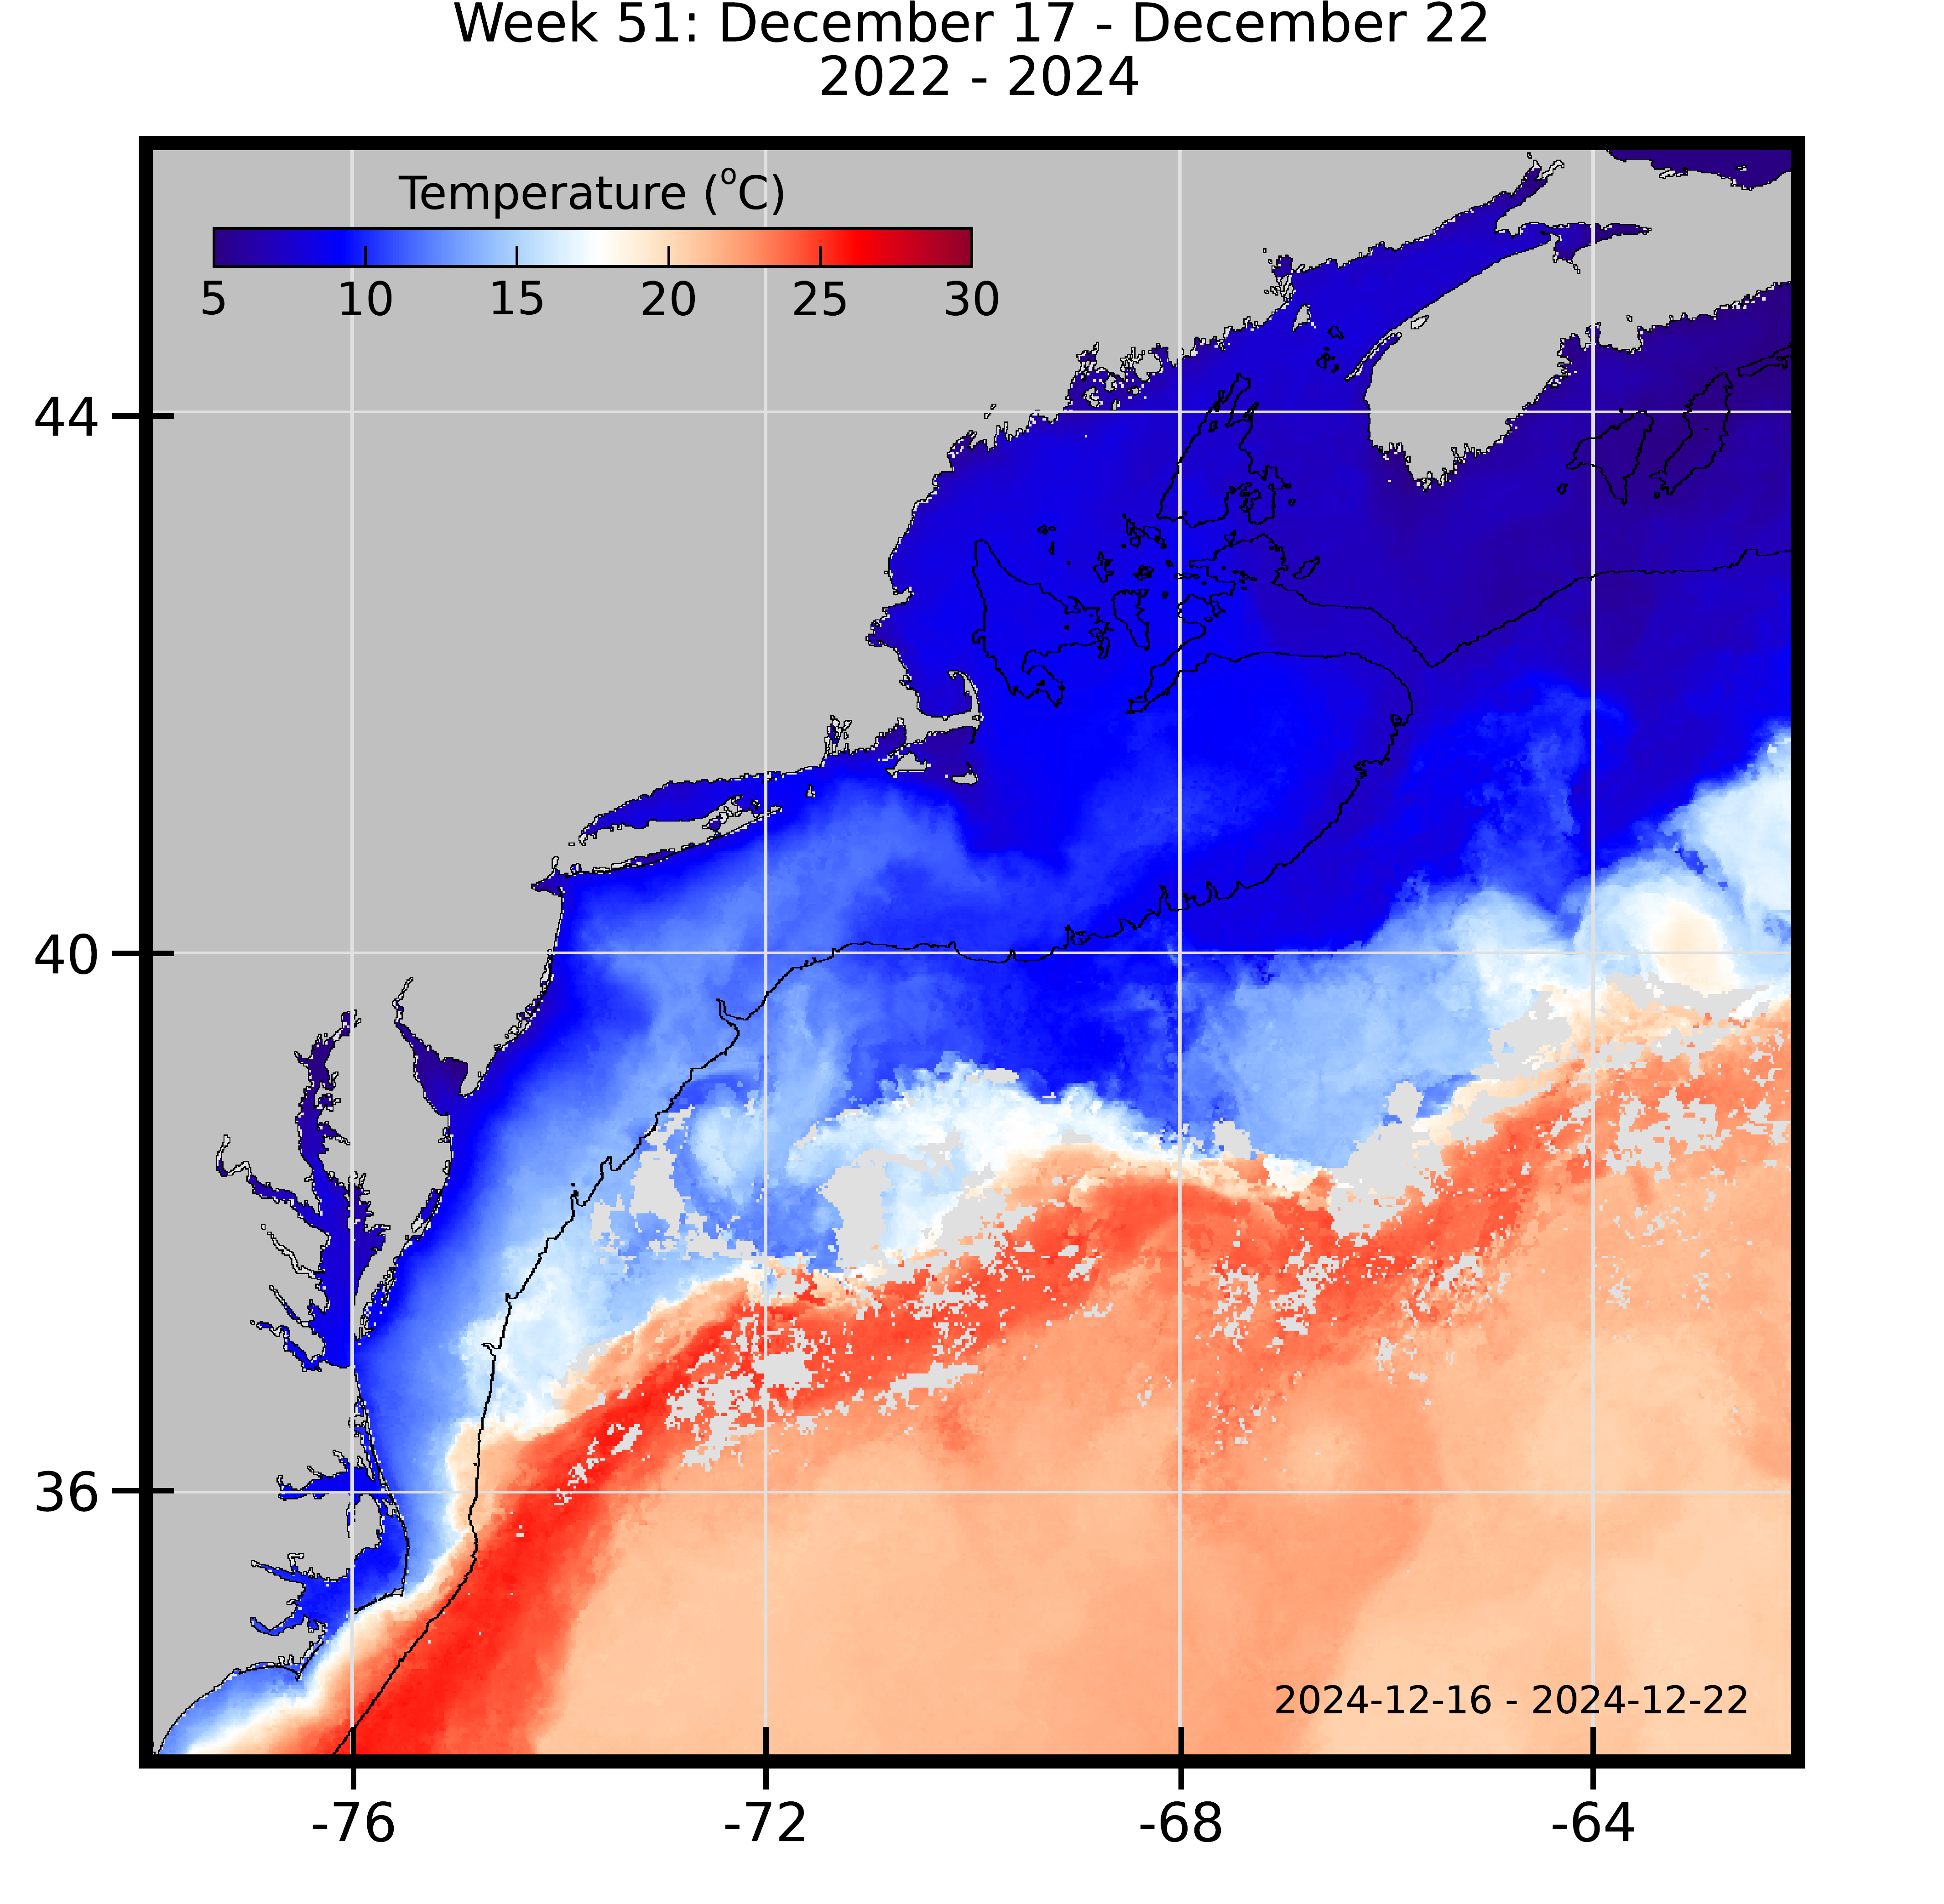 Week 51: December 17 - December 22
2022 - 2024
Temperature (°C)
5 10 15 20 25 30
44
40
36
2024-12-16 - 2024-12-22
-76 -72 -68 -64